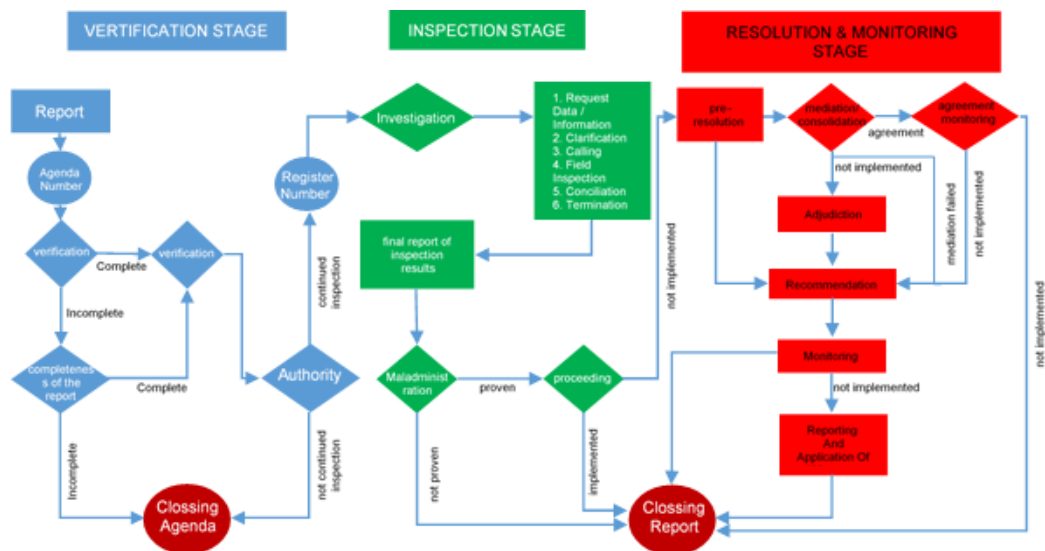 VERTIFICATION STAGE
INSPECTION STAGE
RESOLUTION & MONITORING
STAGE
Report
Agenda
Number
verification
Complete
verification
Incomplete
completenes
s of the
report
Complete
Incomplete
Clossing
Agenda
Authority
continued
inspection
not continued
inspection
Register
Number
Investigation
1. Request
Data /
Information
2. Clarification
3. Calling
4. Field
Inspection
5. Conciliation
6. Termination
final report of
inspection
results
Maladminist
ration
proven
not proven
proceeding
implemented
not implemented
pre-
resolution
mediation/
consolidation
agreement
agreement
monitoring
not implemented
mediation failed
not implemented
not implemented
Adjudiction
Recommendation
Monitoring
not implemented
Reporting
And
Application Of
Clossing
Report